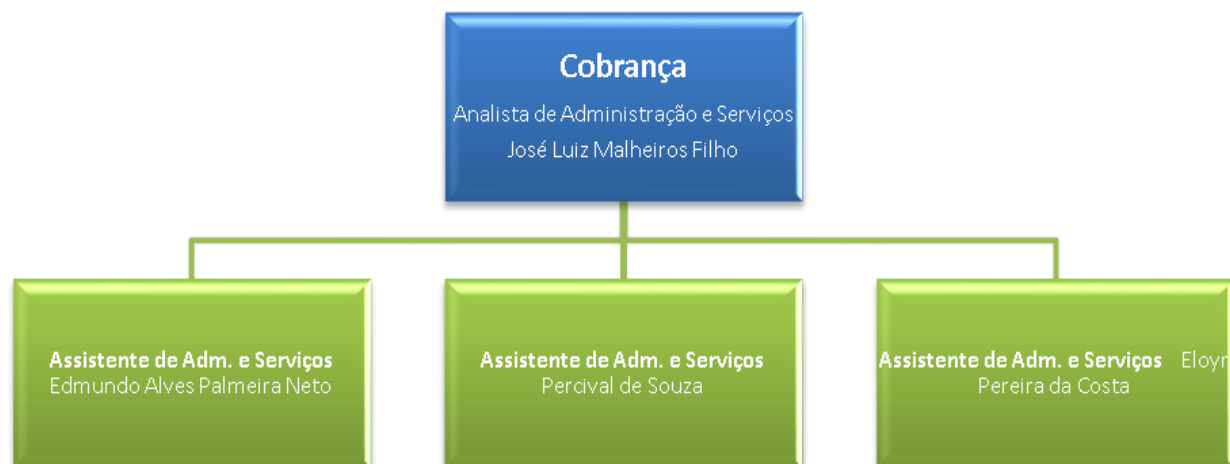 Cobrança
Analista de Administração e Serviços
José Luiz Malheiros Filho
Assistente de Adm. e Serviços
Edmundo Alves Palmeira Neto
Assistente de Adm. e Serviços
Percival de Souza
Assistente de Adm. e Serviços
Pereira da Costa